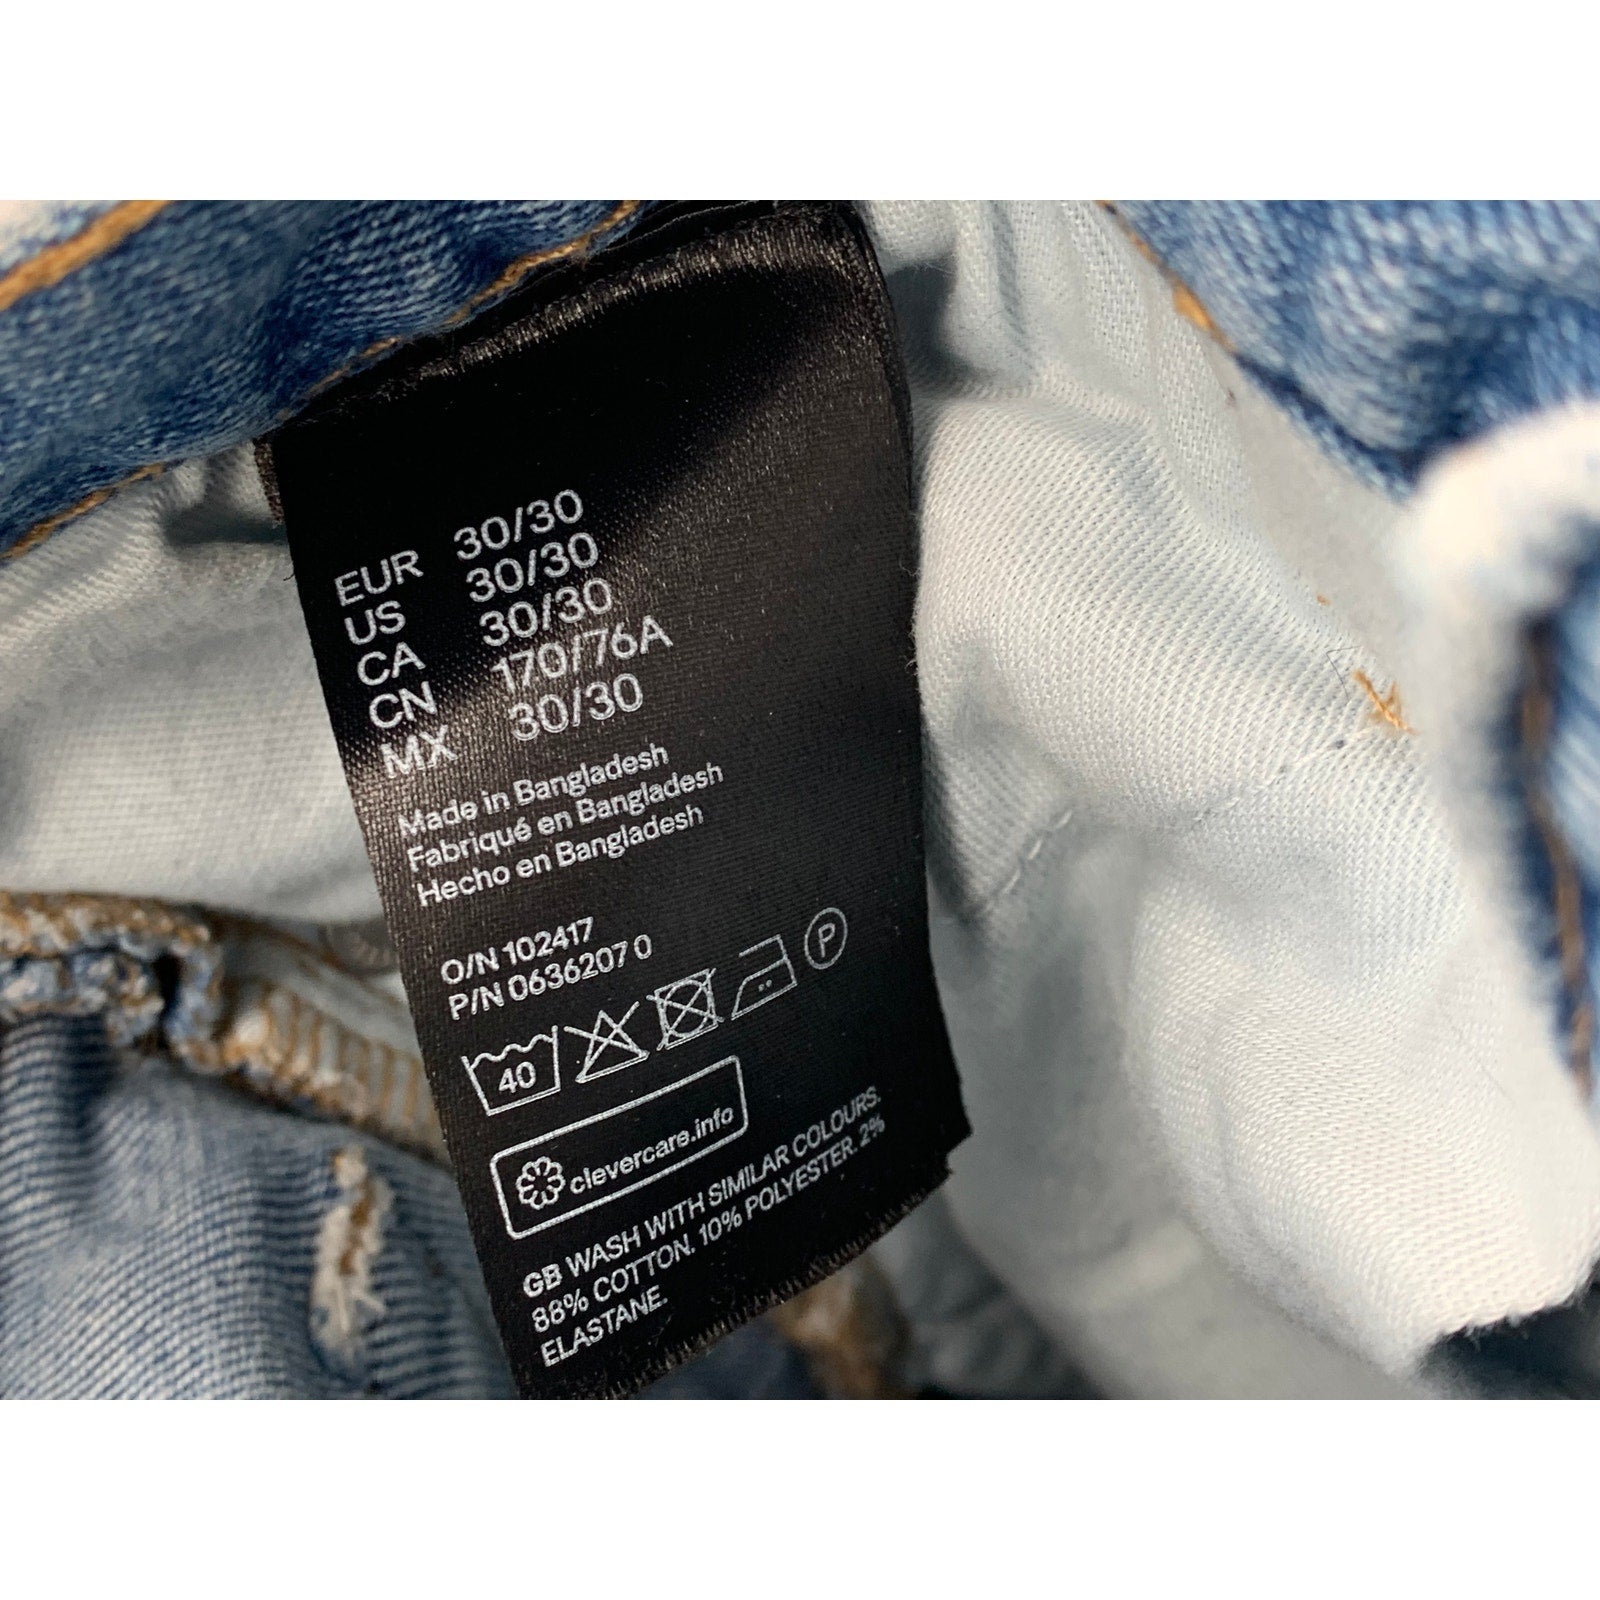 EUR 30/30
US 30/30
CA 30/30
CN 170/76A
MX 30/30
Made in Bangladesh
Fabriqué en Bangladesh
Hecho en Bangladesh
O/N 102417
P/N 0636207 0
40 P
clevercare.info
GB WASH WITH SIMILAR COLOURS.
88% COTTON. 10% POLYESTER. 2%
ELASTANE.